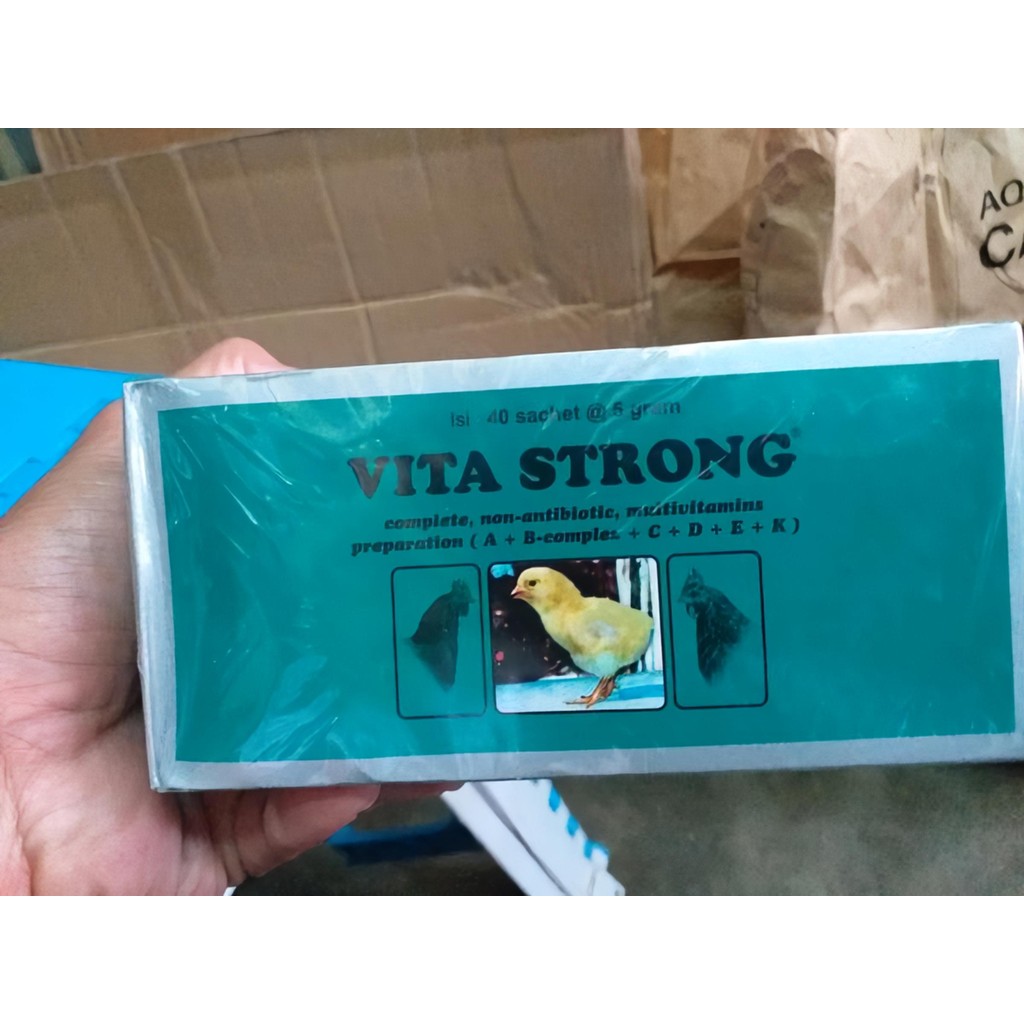 isi 40 sachet @ 5 gram
VITA STRONG®
complete, non-antibiotic, multivitamins
preparation ( A + B-complex + C + D + E + K )